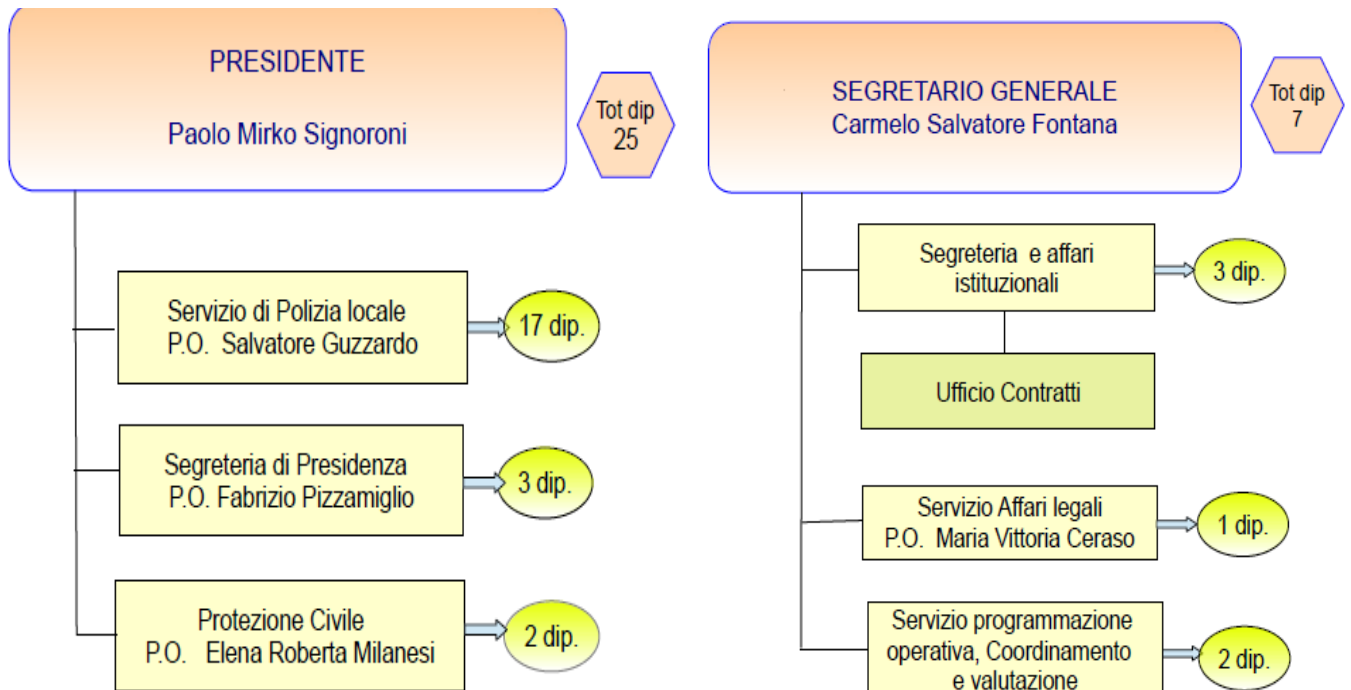 PRESIDENTE
Paolo Mirko Signoroni
Tot dip
25
Servizio di Polizia locale
P.O. Salvatore Guzzardo
17 dip.
Segreteria di Presidenza
P.O. Fabrizio Pizzamiglio
3 dip.
Protezione Civile
P.O. Elena Roberta Milanesi
2 dip.
SEGRETARIO GENERALE
Carmelo Salvatore Fontana
Tot dip
7
Segreteria e affari
istituzionali
3 dip.
Ufficio Contratti
Servizio Affari legali
P.O. Maria Vittoria Ceraso
1 dip.
Servizio programmazione
operativa, Coordinamento
e valutazione
2 dip.